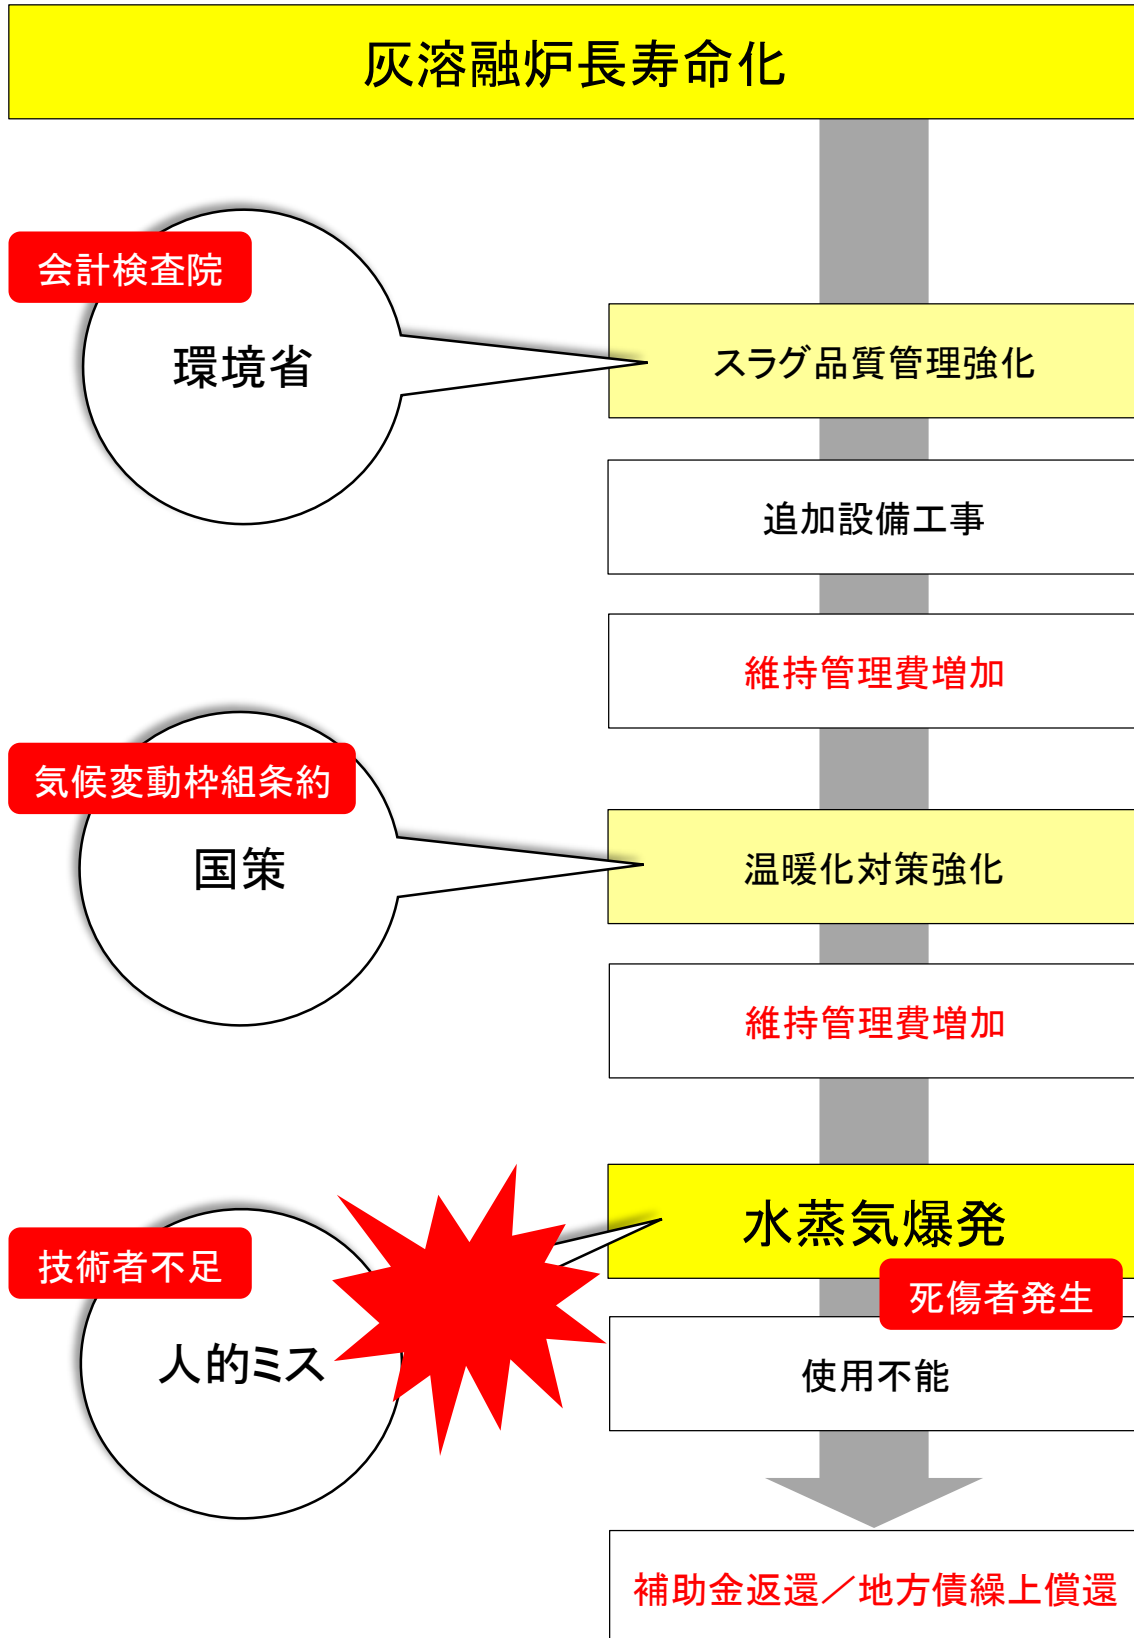 灰溶融炉長寿命化
会計検査院
環境省
スラグ品質管理強化
追加設備工事
維持管理費増加
気候変動枠組条約
国策
温暖化対策強化
維持管理費増加
技術者不足
人的ミス
水蒸気爆発
死傷者発生
使用不能
補助金返還／地方債繰上償還